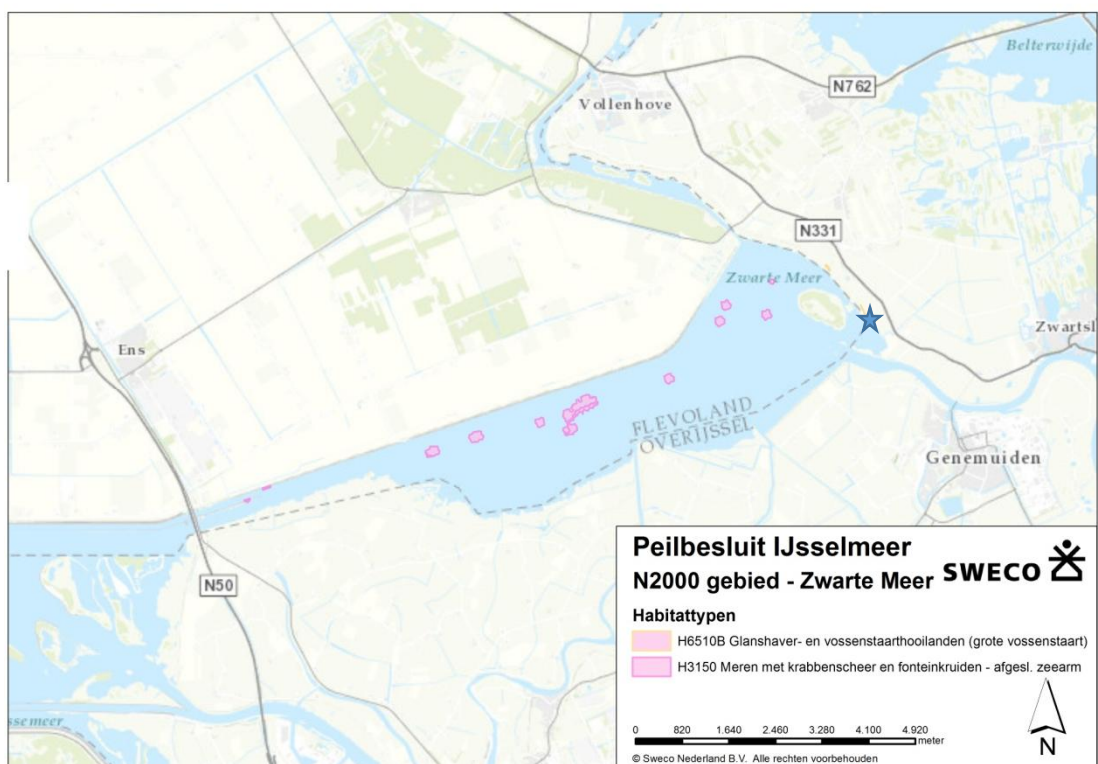 Belterwijde
N762
Vollenhove
N331
Zwarte Meer
Zwartsl
Ens
FLEVOLAND
OVERIJSSEL
Genemuiden
N50
ssemeer
Peilbesluit IJsselmeer
N2000 gebied - Zwarte Meer SWECO
Habitattypen
H6510B Glanshaver- en vossenstaarthooilanden (grote vossenstaart)
H3150 Meren met krabbenscheer en fonteinkruiden - afgesl. zeearm
0 820 1.640 2.460 3.280 4.100 4.920
meter
N
© Sweco Nederland B.V. Alle rechten voorbehouden